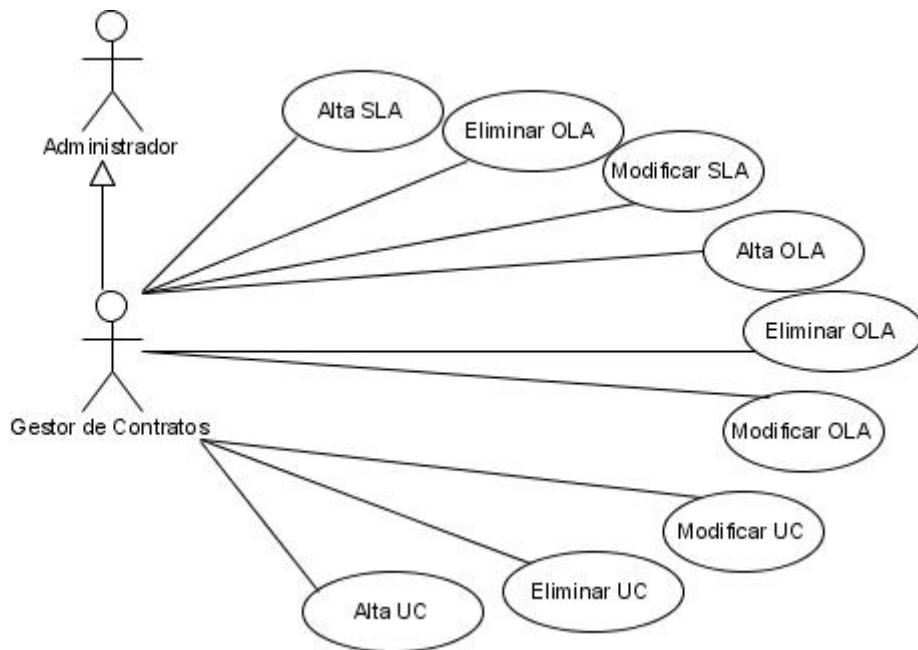 Alta SLA
Eliminar OLA
Administrador
Modificar SLA
Alta OLA
Eliminar OLA
Gestor de Contratos
Modificar OLA
Modificar UC
Eliminar UC
Alta UC